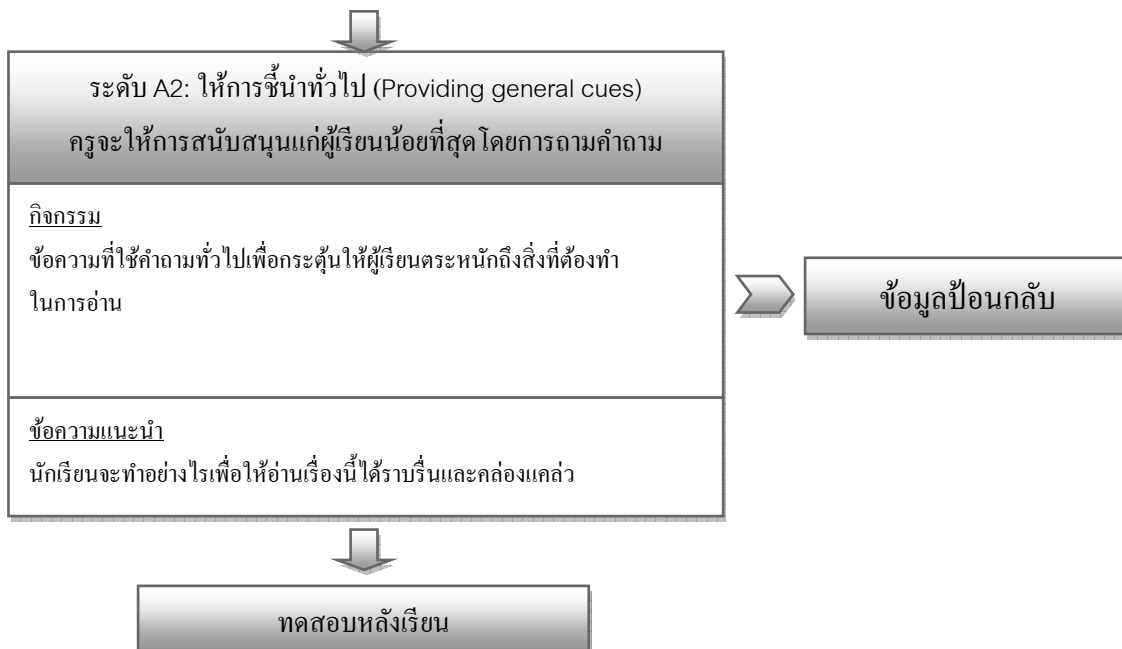 ระดับ A2: ให้การชี้นำทั่วไป (Providing general cues)
ครูจะให้การสนับสนุนแก่ผู้เรียนน้อยที่สุดโดยการถามคำถาม
กิจกรรม
ข้อความที่ใช้คำถามทั่วไปเพื่อกระตุ้นให้ผู้เรียนตระหนักถึงสิ่งที่ต้องทำ
ในการอ่าน
ข้อมูลป้อนกลับ
ข้อความแนะนำ
นักเรียนจะทำอย่างไรเพื่อให้อ่านเรื่องนี้ได้ราบรื่นและคล่องแคล่ว
ทดสอบหลังเรียน